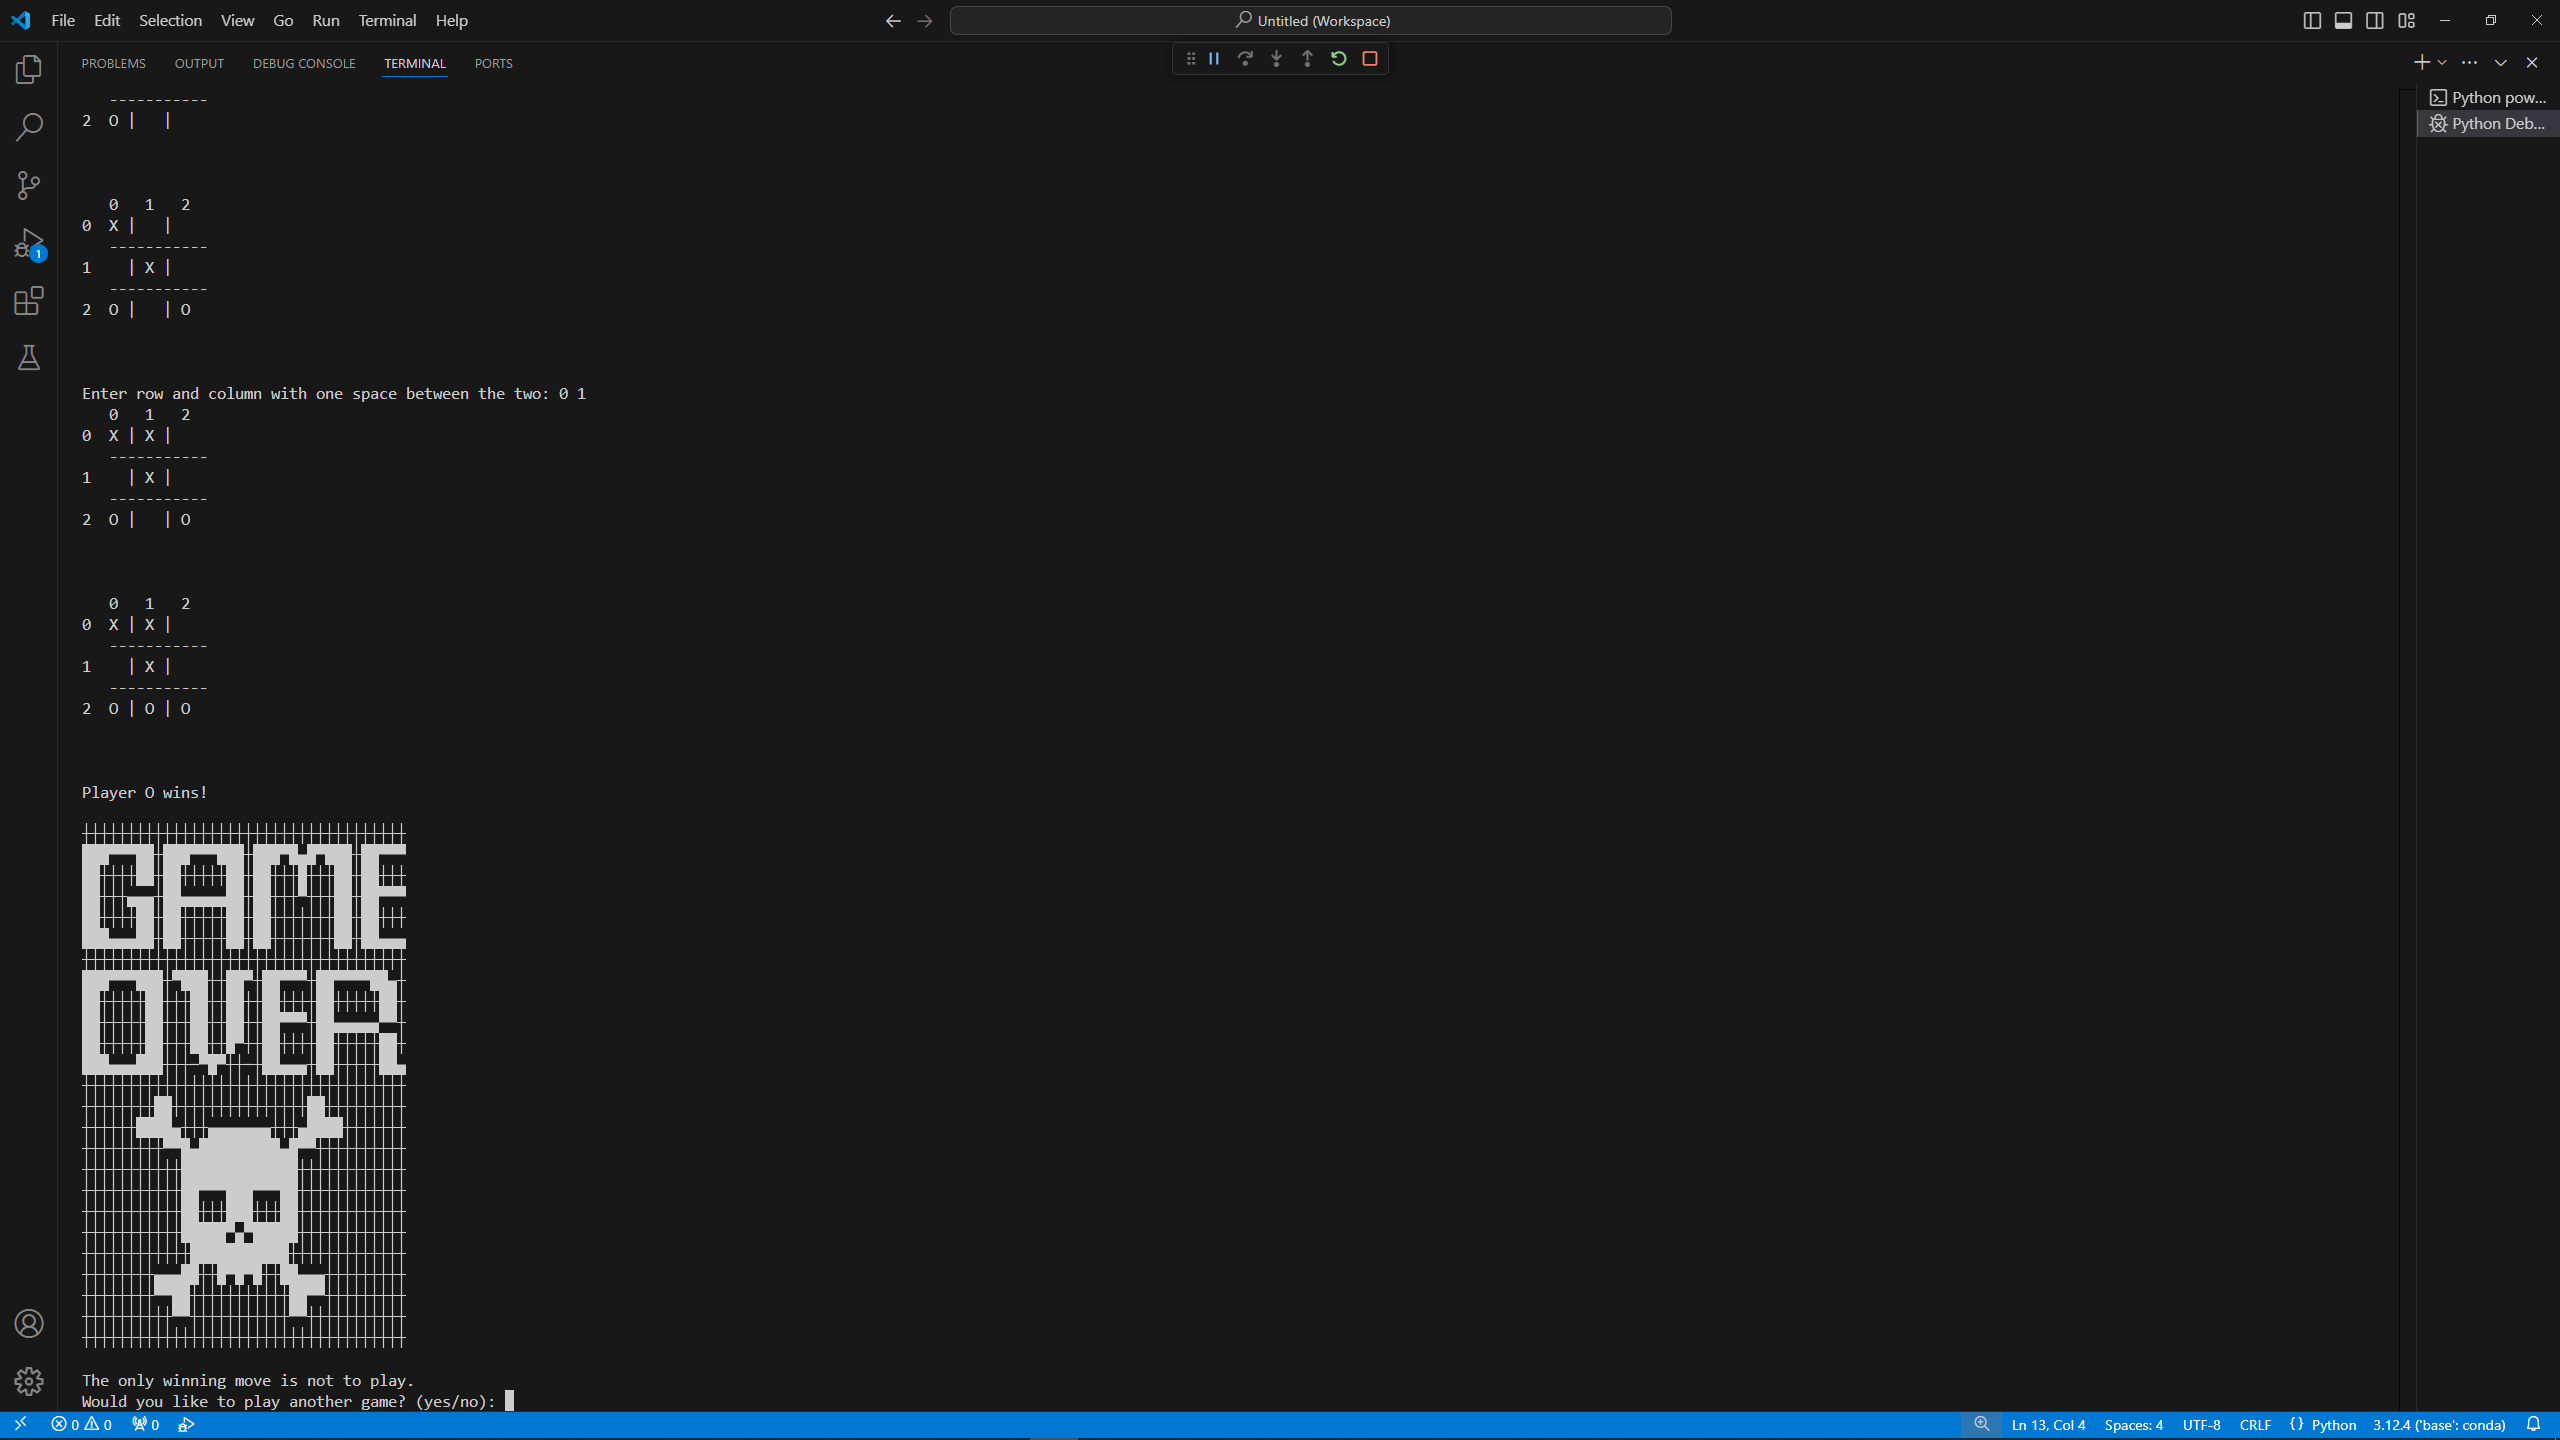 File Edit Selection View Go Run Terminal Help
Untitled (Workspace)
PROBLEMS OUTPUT DEBUG CONSOLE TERMINAL PORTS
Python pow...
Python Deb...
-----------
2  O |   |
   0   1   2
0  X |   |
   -----------
1    | X |
   -----------
2  O |   | O
Enter row and column with one space between the two: 0 1
   0   1   2
0  X | X |
   -----------
1    | X |
   -----------
2  O |   | O
   0   1   2
0  X | X |
   -----------
1    | X |
   -----------
2  O | O | O
Player O wins!
GAME
OVER
The only winning move is not to play.
Would you like to play another game? (yes/no):
1
0 0 0 Ln 13, Col 4 Spaces: 4 UTF-8 CRLF {} Python 3.12.4 ('base': conda)